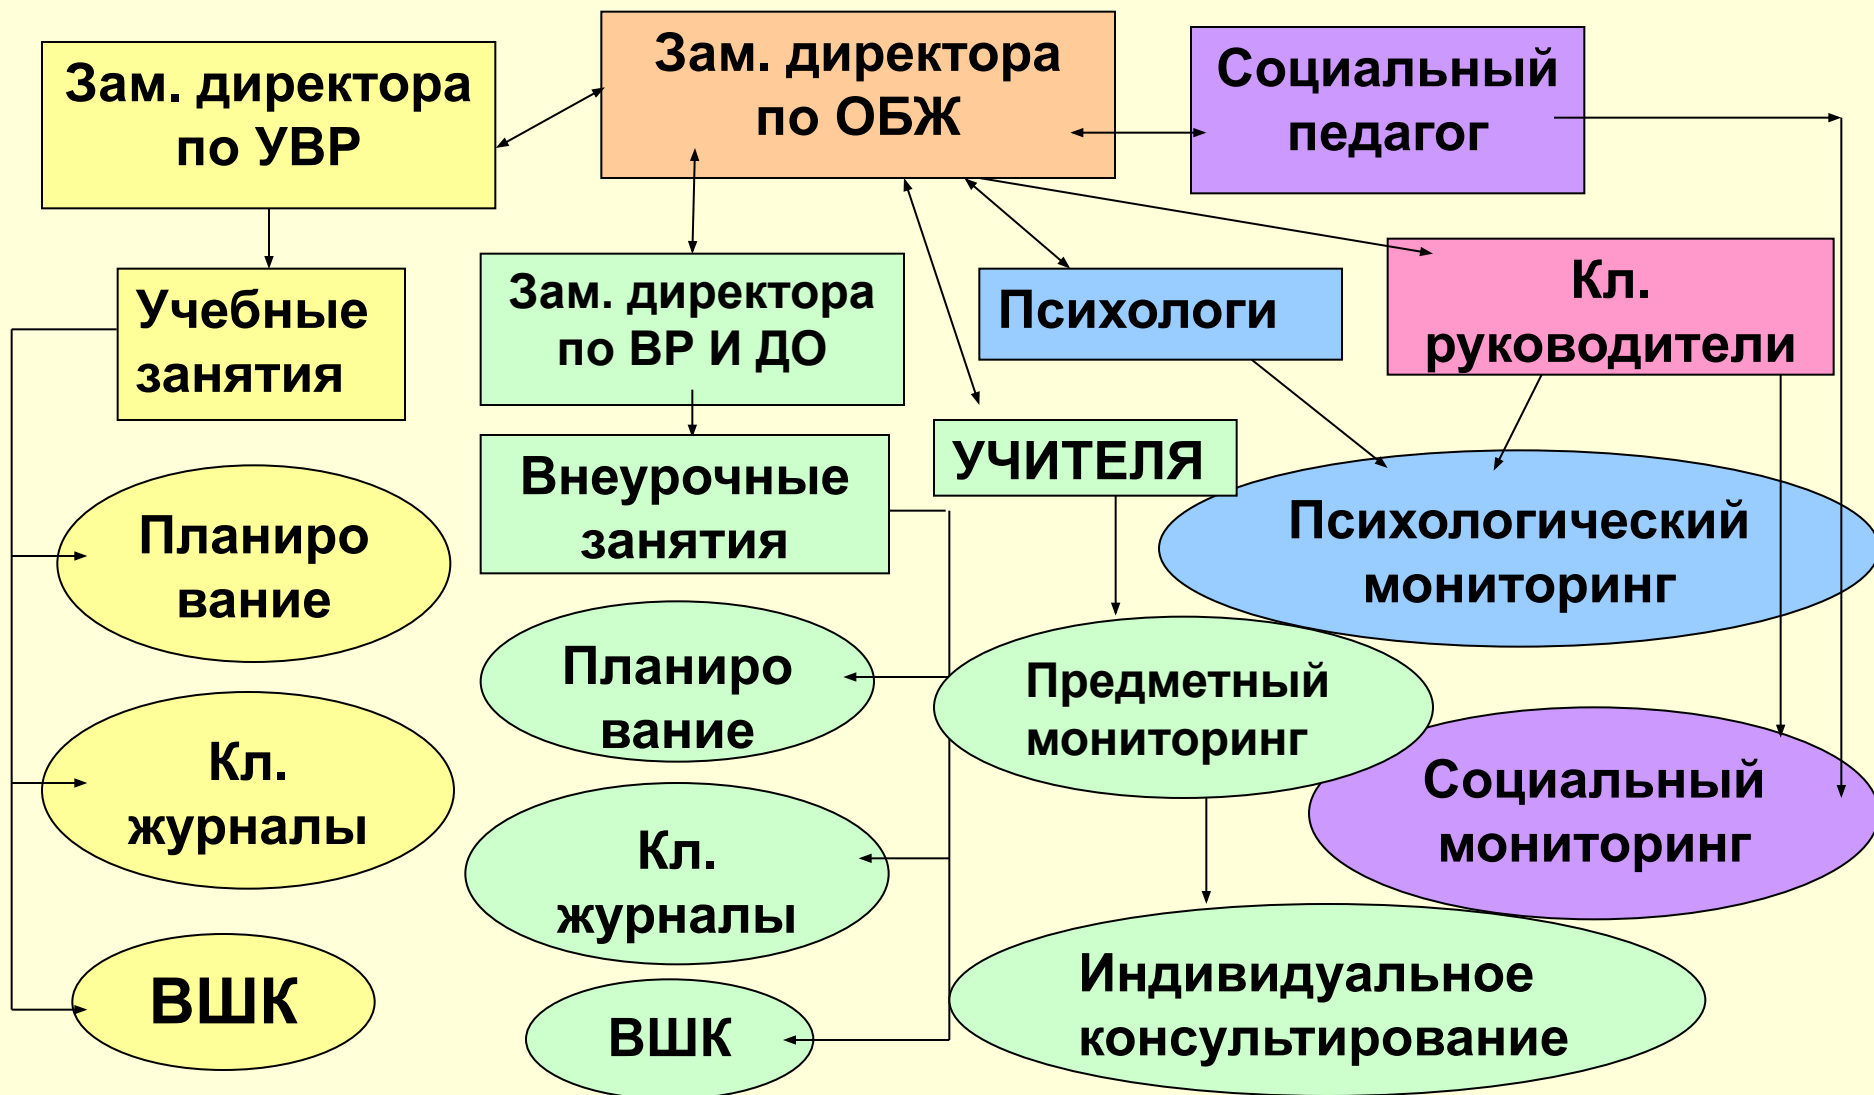 Зам. директора
по УВР
Зам. директора
по ОБЖ
Социальный
педагог
Учебные
занятия
Зам. директора
по ВР И ДО
Психологи
Кл.
руководители
Внеурочные
занятия
УЧИТЕЛЯ
Планиро
вание
Психологический
мониторинг
Планиро
вание
Предметный
мониторинг
Кл.
журналы
Социальный
мониторинг
Кл.
журналы
ВШК
ВШК
Индивидуальное
консультирование